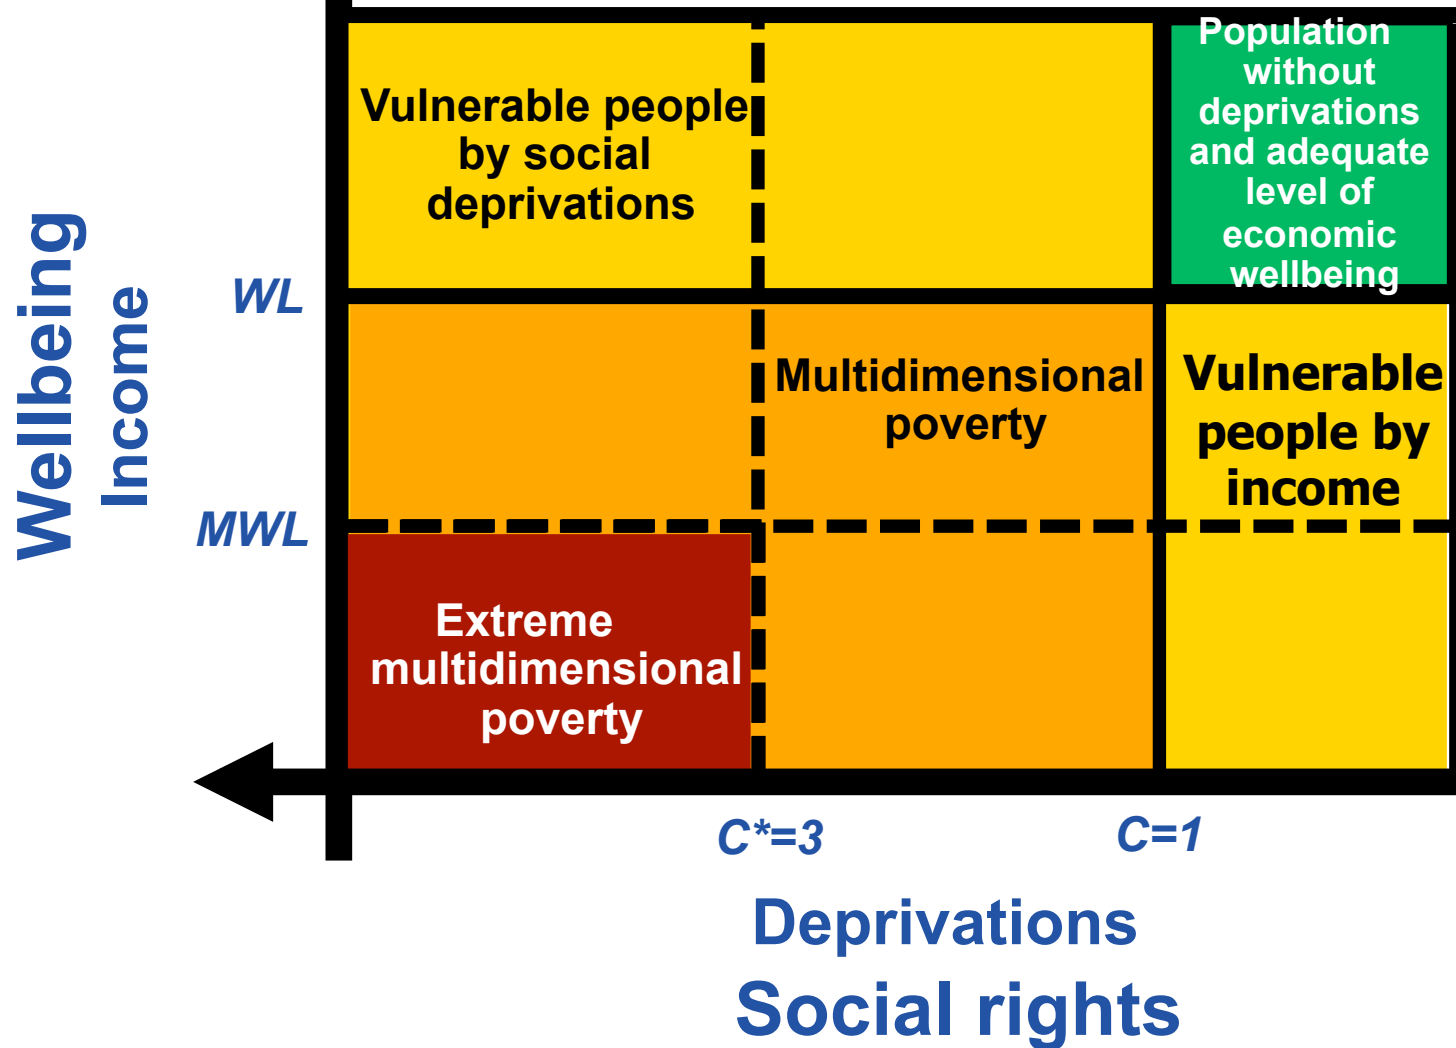 Wellbeing
Income
WL
MWL
Vulnerable people
by social
deprivations
Population
without
deprivations
and adequate
level of
economic
wellbeing
Multidimensional
poverty
Vulnerable
people by
income
Extreme
multidimensional
poverty
C*=3
C=1
Deprivations
Social rights